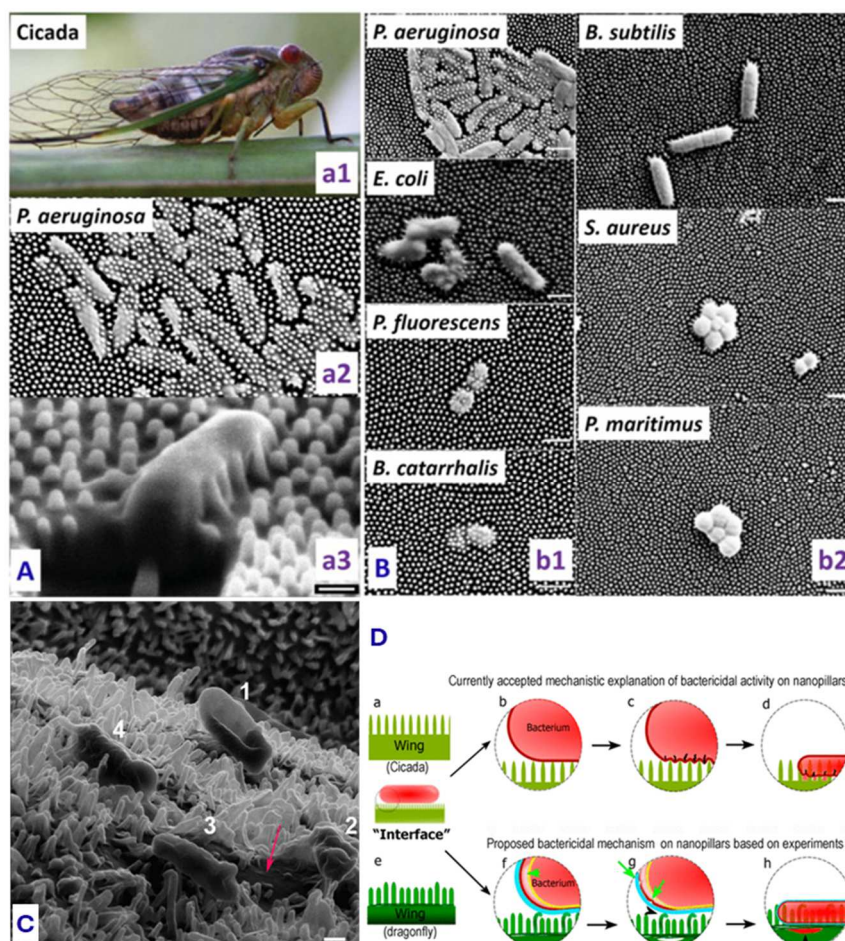 Cicada
a1
P. aeruginosa
a2
a3
A
P. aeruginosa
E. coli
P. fluorescens
B. catarrhalis
b1
B
B. subtilis
S. aureus
P. maritimus
b2
1
4
3
2
C
D
Currently accepted mechanistic explanation of bactericidal activity on nanopillars
a
b
c
d
Wing
(Cicada)
Bacterium
"Interface"
Proposed bactericidal mechanism on nanopillars based on experiments
e
f
g
h
Wing
(dragonfly)
Bacterium